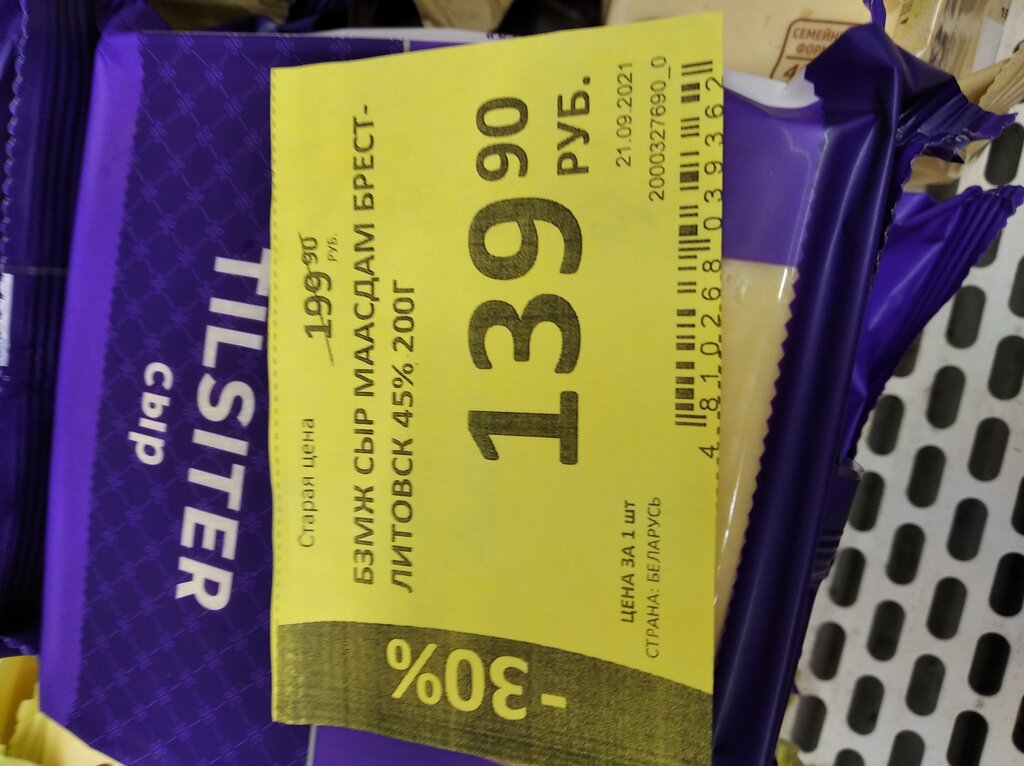 Старая цена
199 90
РУБ.
БЗМЖ СЫР МААСДАМ БРЕСТ-
ЛИТОВСК 45% 200Г
-30%
139 90
РУБ.
ЦЕНА ЗА 1 шт
СТРАНА: БЕЛАРУСЬ
21.09.2021
2000327690_0
4 810268 039362
сыр
TILSITER